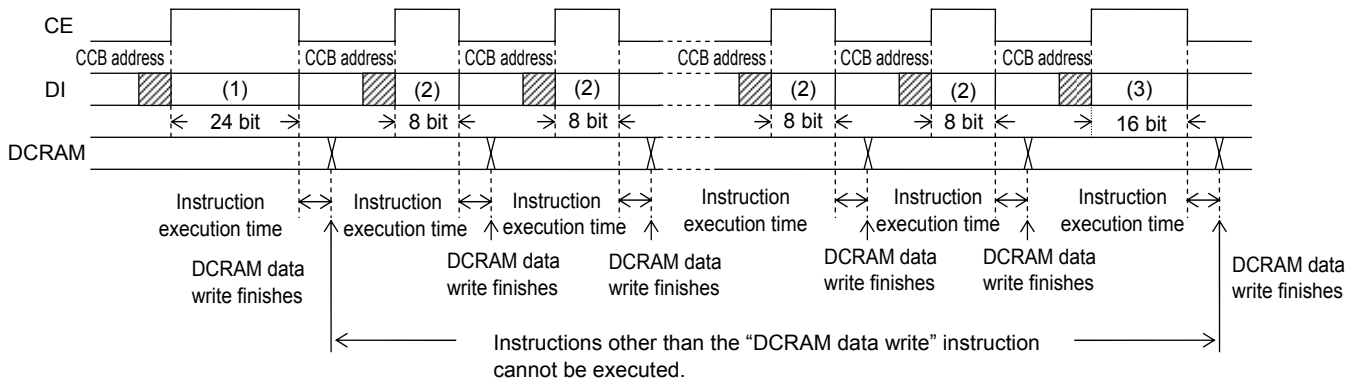 CE
CCB address CCB address CCB address CCB address CCB address CCB address
DI (1) (2) (2) (2) (2) (3)
24 bit 8 bit 8 bit 8 bit 8 bit 16 bit
DCRAM
Instruction execution time
Instruction execution time
Instruction execution time
Instruction execution time
Instruction execution time
Instruction execution time
DCRAM data write finishes
DCRAM data write finishes
DCRAM data write finishes
DCRAM data write finishes
DCRAM data write finishes
DCRAM data write finishes
Instructions other than the “DCRAM data write” instruction
cannot be executed.